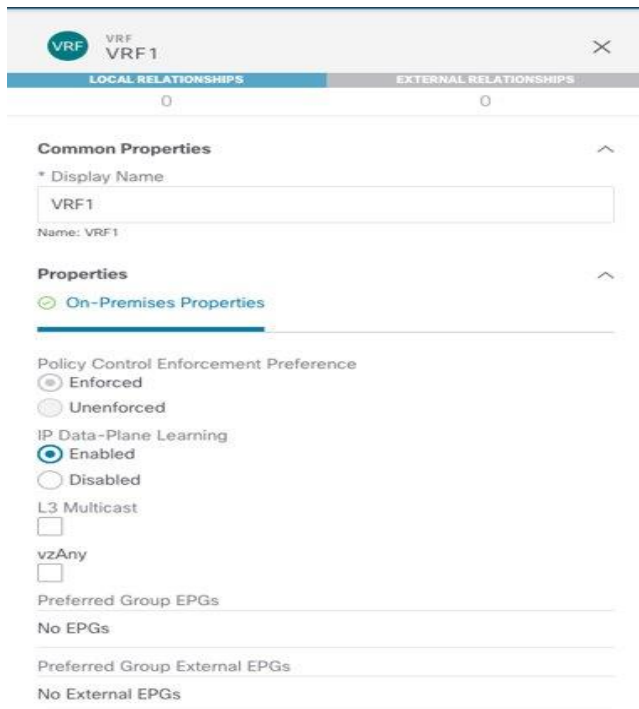 VRF
VRF
VRF1
LOCAL RELATIONSHIPS
EXTERNAL RELATIONSHIPS
0
0
Common Properties
* Display Name
VRF1
Name: VRF1
Properties
On-Premises Properties
Policy Control Enforcement Preference
Enforced
Unenforced
IP Data-Plane Learning
Enabled
Disabled
L3 Multicast
vzAny
Preferred Group EPGs
No EPGs
Preferred Group External EPGs
No External EPGs